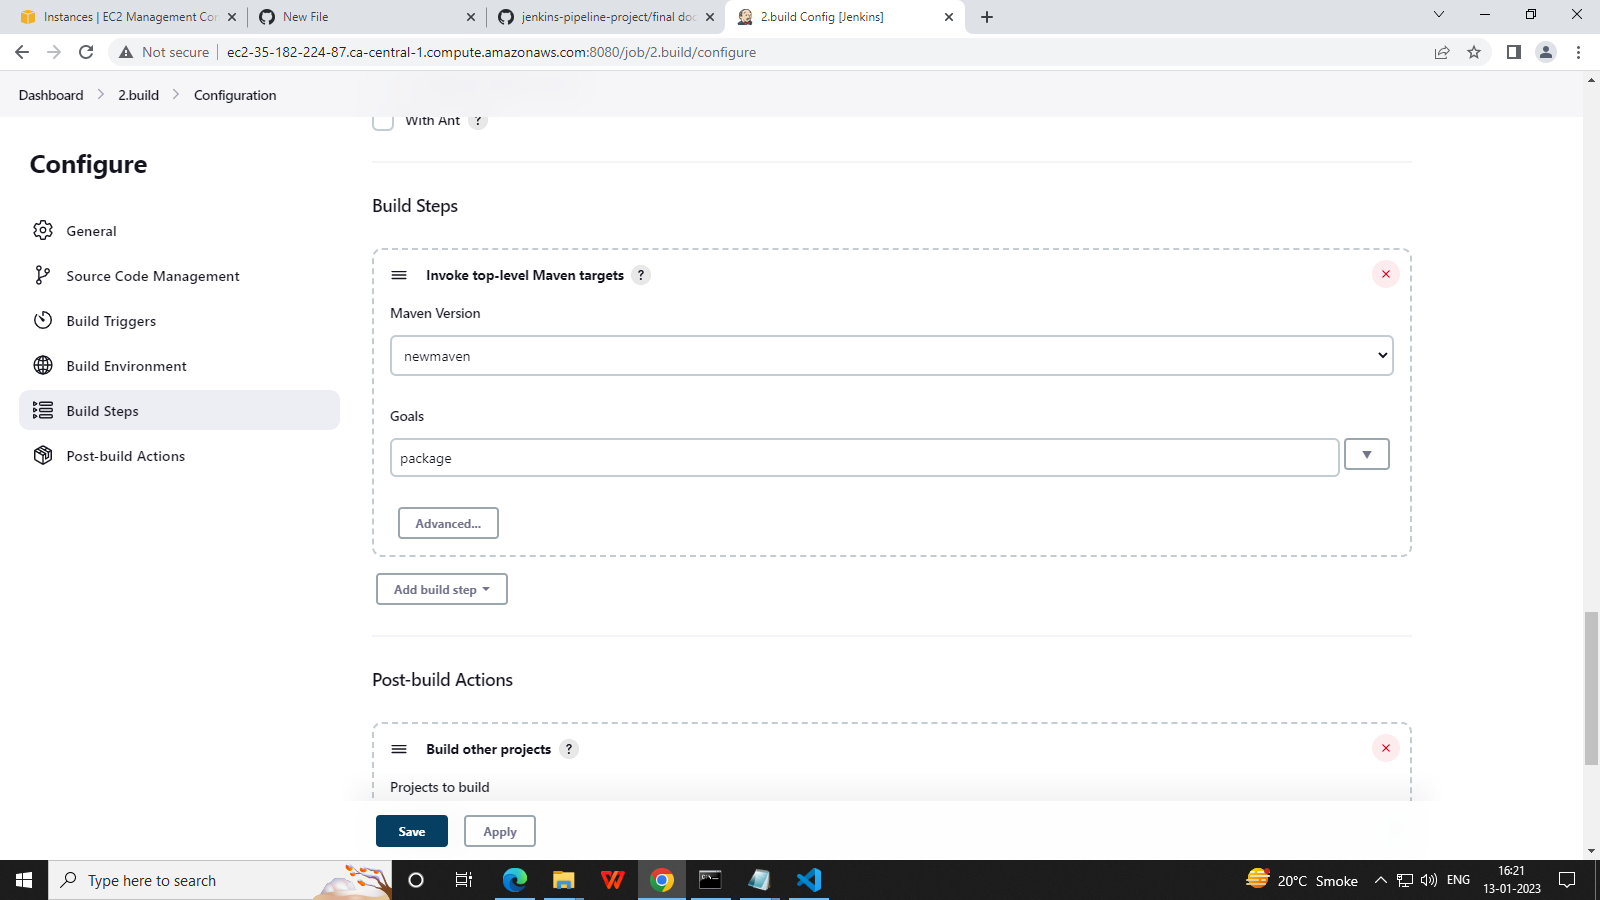 Instances | EC2 Management Con
New File
jenkins-pipeline-project/final doc
2.build Config [Jenkins]
Not secure
ec2-35-182-224-87.ca-central-1.compute.amazonaws.com:8080/job/2.build/configure
Dashboard
2.build
Configuration
With Ant ?
Configure
General
Source Code Management
Build Triggers
Build Environment
Build Steps
Post-build Actions
Build Steps
Invoke top-level Maven targets ?
Maven Version
newmaven
Goals
package
Advanced...
Add build step
Post-build Actions
Build other projects ?
Projects to build
Save
Apply
Type here to search
20°C Smoke
ENG
16:21
13-01-2023